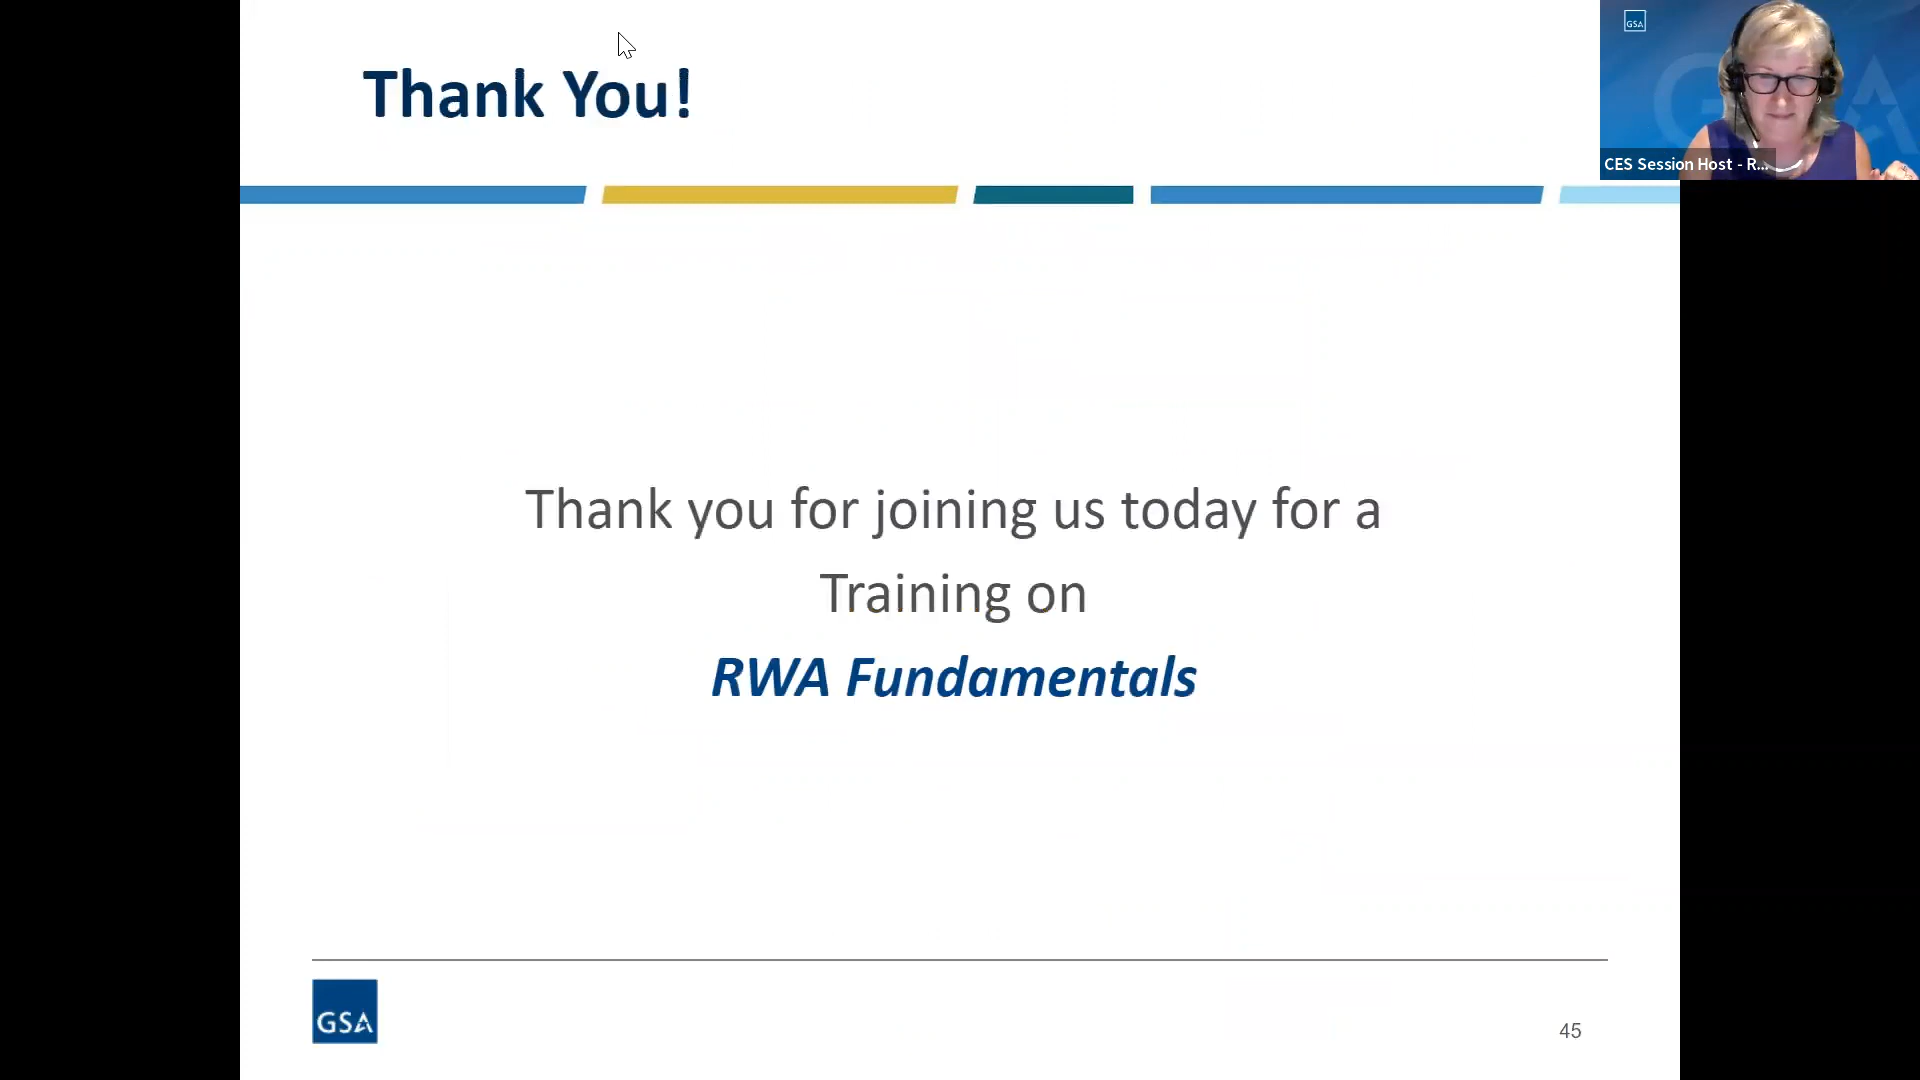 Thank You!
GSA
CES Session Host - R...
Thank you for joining us today for a
Training on
RWA Fundamentals
GSA
45